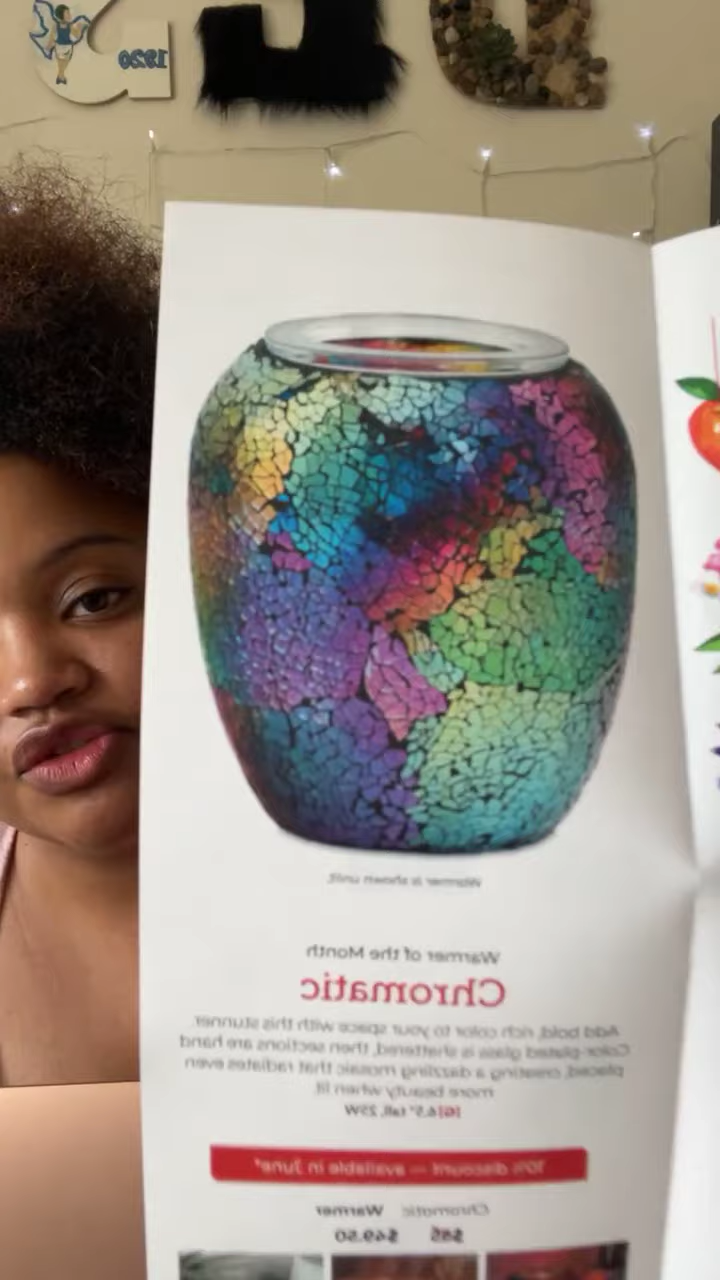 1920
Warmer is shown unlit.
Warmer of the Month
Chromatic
Add bold, rich color to your space with this stunner.
Color-plated glass is shattered, then sections are hand
placed, creating a dazzling mosaic that radiates even
more beauty when lit.
[G] 6.5" tall, 25W
10% discount — available in June*
Chromatic Warmer
$55 $49.50